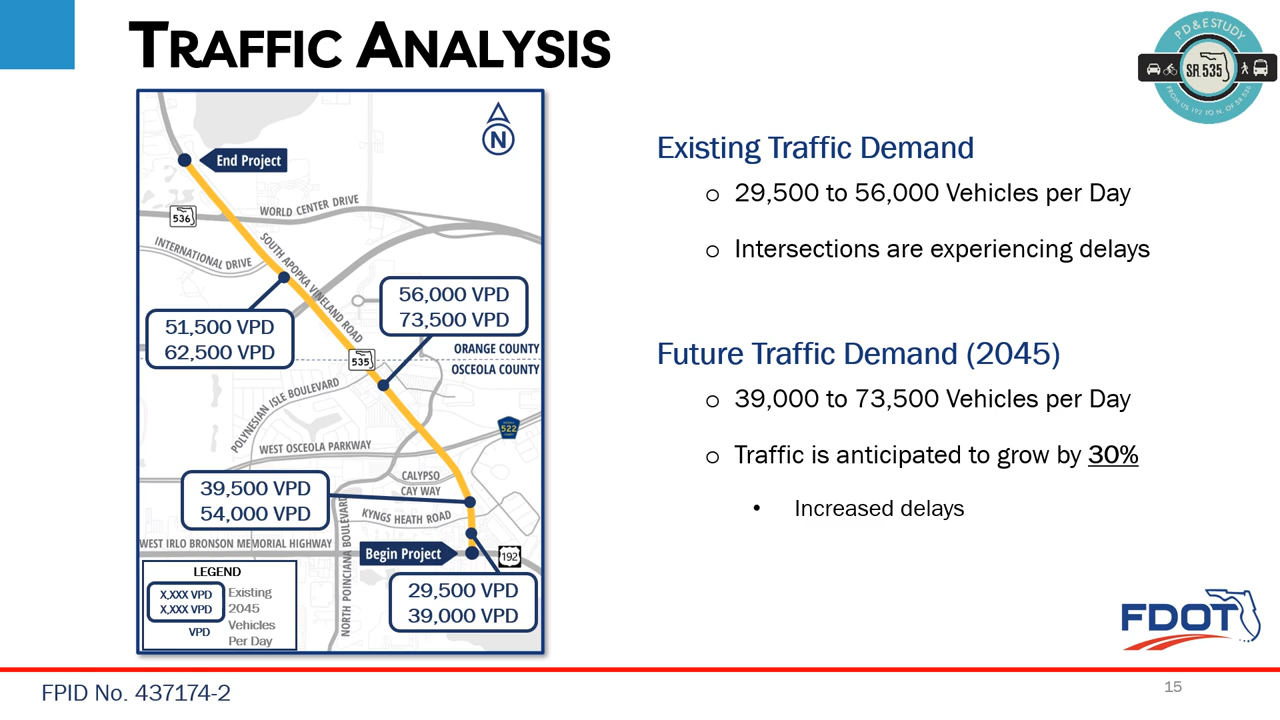 TRAFFIC ANALYSIS
PD&E STUDY
SR 535
FROM US 192 TO N. OF SR 536
N
End Project
536
WORLD CENTER DRIVE
INTERNATIONAL DRIVE
SOUTH APOPKA VINELAND ROAD
51,500 VPD
62,500 VPD
56,000 VPD
73,500 VPD
535
ORANGE COUNTY
OSCEOLA COUNTY
POLYNESIAN ISLE BOULEVARD
522
WEST OSCEOLA PARKWAY
CALYPSO
CAY WAY
39,500 VPD
54,000 VPD
KYNGS HEATH ROAD
WEST IRLO BRONSON MEMORIAL HIGHWAY
NORTH POINCIANA BOULEVARD
Begin Project
192
29,500 VPD
39,000 VPD
LEGEND
X,XXX VPD
X,XXX VPD
VPD
Existing
2045
Vehicles
Per Day
Existing Traffic Demand
o 29,500 to 56,000 Vehicles per Day
o Intersections are experiencing delays
Future Traffic Demand (2045)
o 39,000 to 73,500 Vehicles per Day
o Traffic is anticipated to grow by 30%
• Increased delays
FDOT
FPID No. 437174-2
15